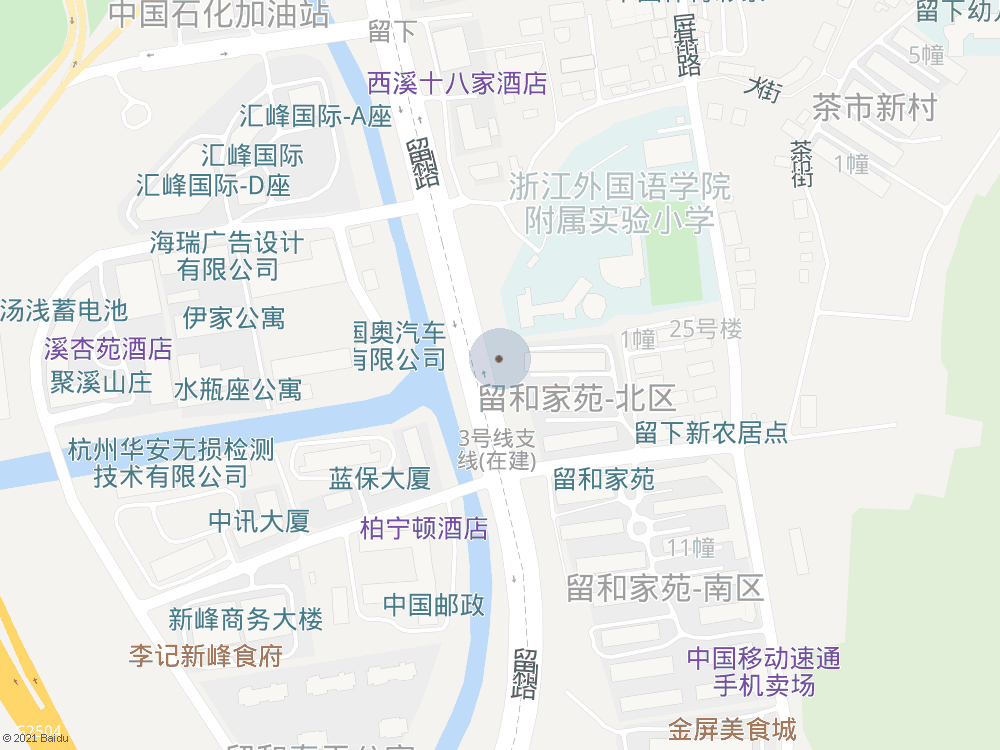 中国石化加油站
留下
屏基路
留下幼儿
5幢
西溪十八家酒店
大街
茶市新村
汇峰国际-A座
留和路
茶市街
1幢
汇峰国际
汇峰国际-D座
浙江外国语学院
附属实验小学
海瑞广告设计
有限公司
汤浅蓄电池
伊家公寓
国奥汽车
有限公司
1幢
25号楼
溪杏苑酒店
聚溪山庄
水瓶座公寓
留和家苑-北区
3号线支
线(在建)
留下新农居点
杭州华安无损检测
技术有限公司
蓝保大厦
留和家苑
中讯大厦
柏宁顿酒店
11幢
留和家苑-南区
中国邮政
新峰商务大楼
李记新峰食府
留和路
中国移动速通
手机卖场
金屏美食城
G2504
© 2021 Baidu